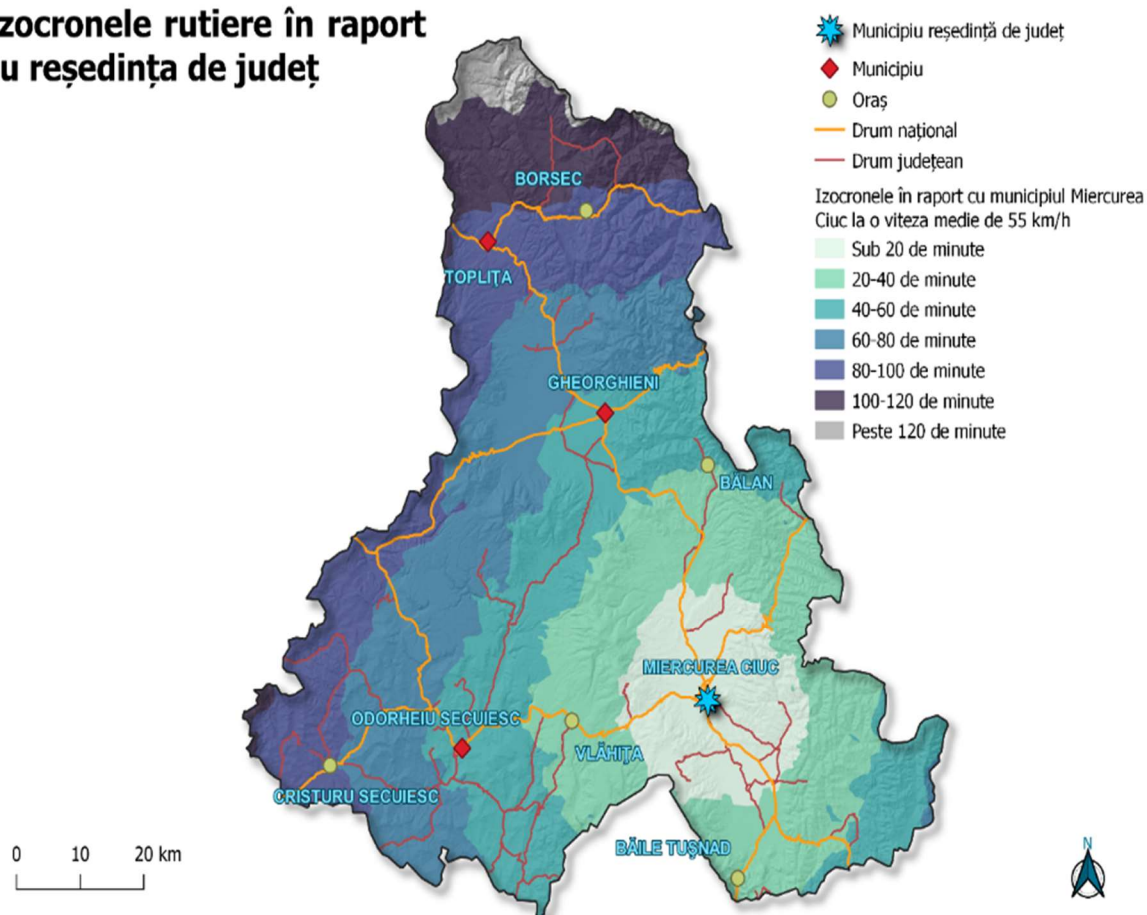 zocronele rutiere în raport
u reședința de județ
Municipiu reședință de județ
Municipiu
Oraș
Drum național
Drum județean
Izocronele în raport cu municipiul Miercurea
Ciuc la o viteza medie de 55 km/h
Sub 20 de minute
20-40 de minute
40-60 de minute
60-80 de minute
80-100 de minute
100-120 de minute
Peste 120 de minute
BORSEC
TOPLIŢA
GHEORGHIENI
BĂLAN
MIERCUREA CIUC
ODORHEIU SECUIESC
VLĂHIŢA
CRISTURU SECUIESC
BĂILE TUŞNAD
0 10 20 km
N